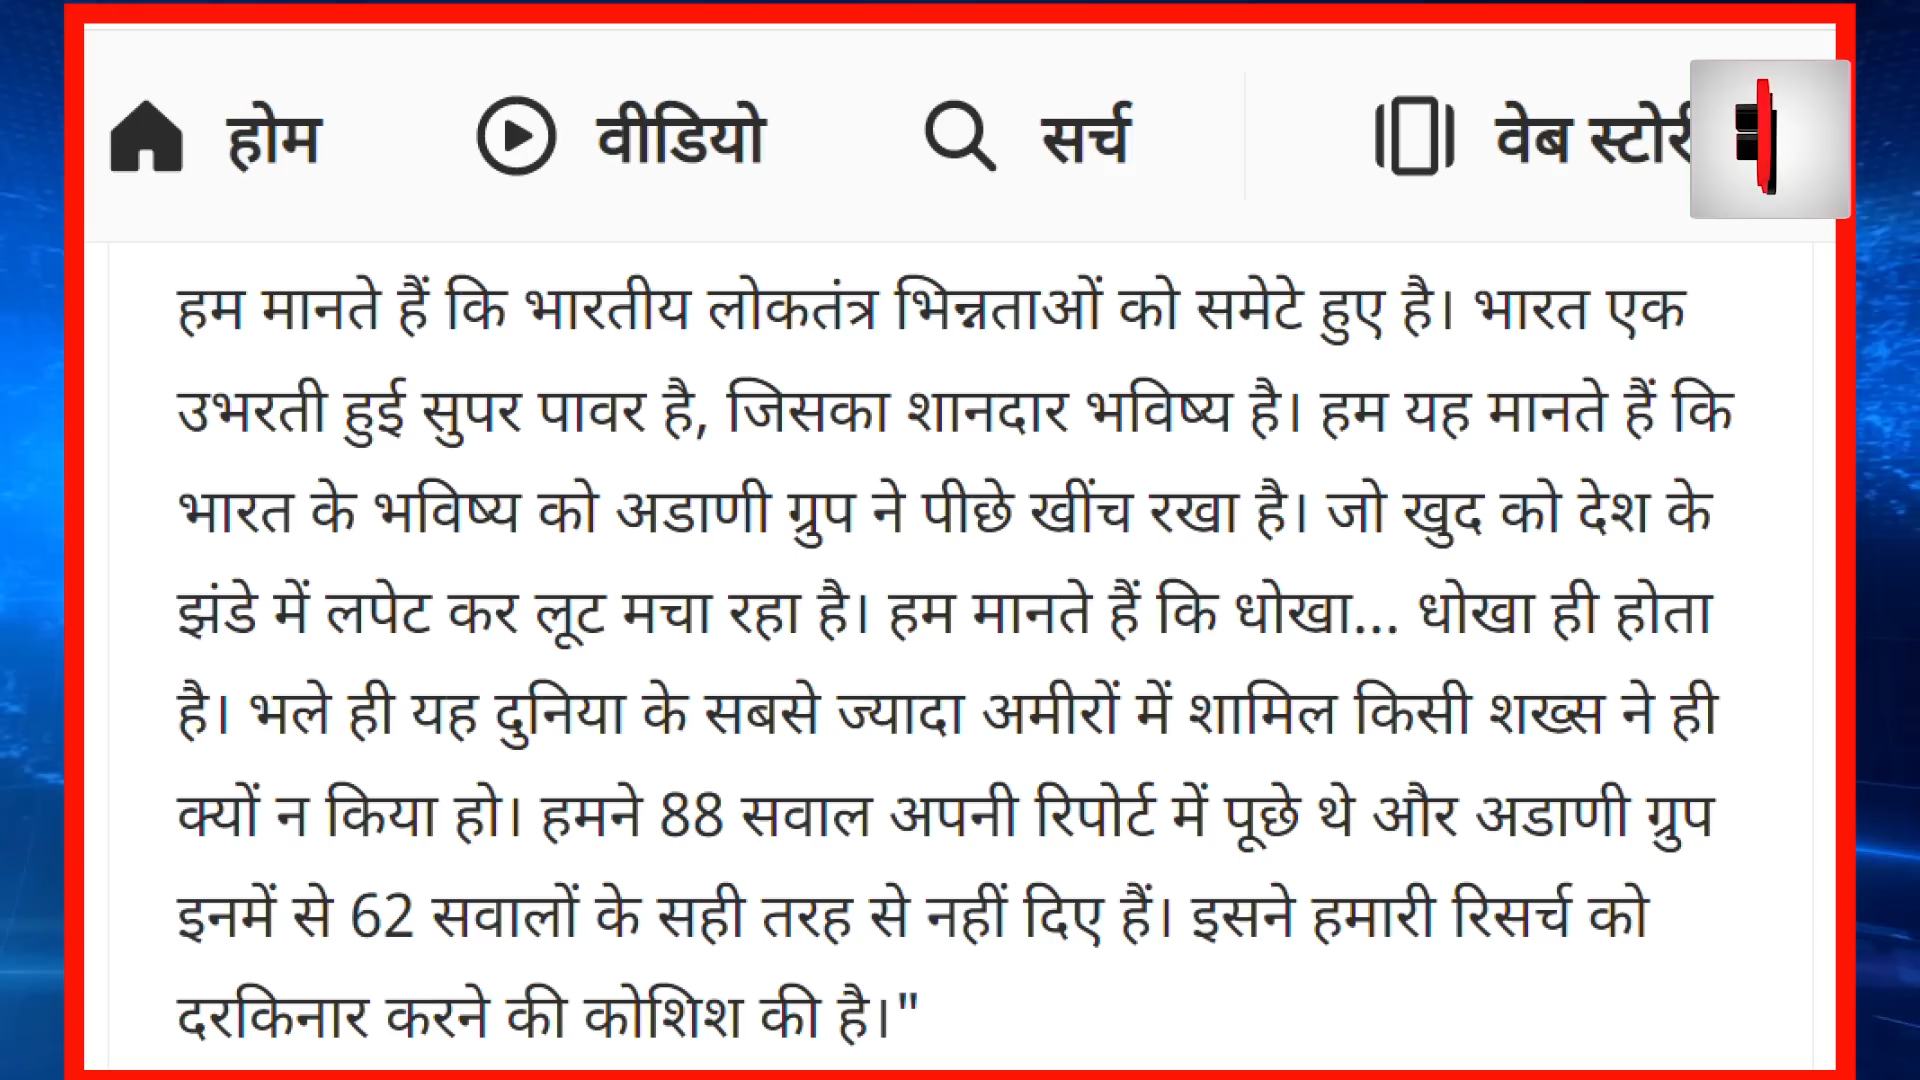 होम वीडियो सर्च वेब
हम मानते हैं कि भारतीय लोकतंत्र भिन्नताओं को समेटे हुए है। भारत एक
उभरती हुई सुपर पावर है, जिसका शानदार भविष्य है। हम यह मानते हैं कि
भारत के भविष्य को अडाणी ग्रुप ने पीछे खींच रखा है। जो खुद को देश के
झंडे में लपेट कर लूट मचा रहा है। हम मानते हैं कि धोखा... धोखा ही होता
है। भले ही यह दुनिया के सबसे ज्यादा अमीरों में शामिल किसी शख्स ने ही
क्यों न किया हो। हमने 88 सवाल अपनी रिपोर्ट में पूछे थे और अडाणी ग्रुप
इनमें से 62 सवालों के सही तरह से नहीं दिए हैं। इसने हमारी रिसर्च को
दरकिनार करने की कोशिश की है।"